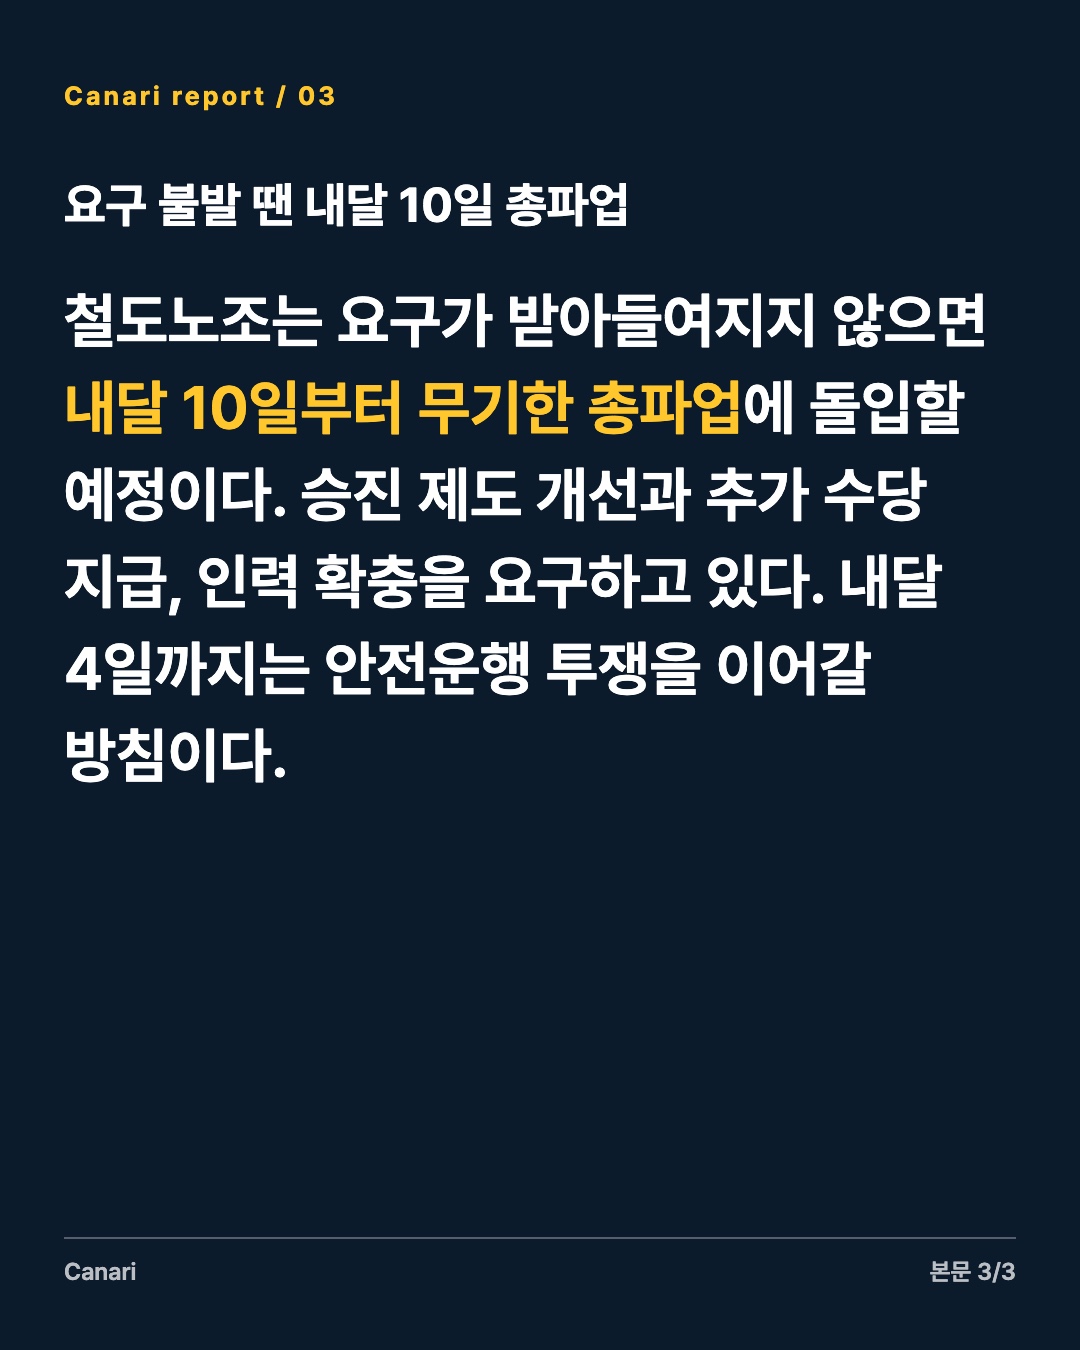 Canari report / 03
요구 불발 땐 내달 10일 총파업
철도노조는 요구가 받아들여지지 않으면
내달 10일부터 무기한 총파업에 돌입할
예정이다. 승진 제도 개선과 추가 수당
지급, 인력 확충을 요구하고 있다. 내달
4일까지는 안전운행 투쟁을 이어갈
방침이다.
Canari
본문 3/3